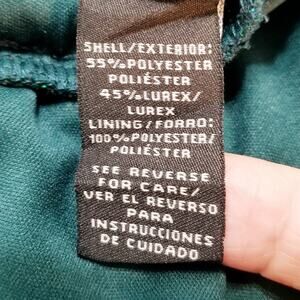 SHELL/EXTERIOR:
55%POLYESTER
POLIÉSTER
45%LUREX/
LUREX
LINING/FORRO:
100%POLYESTER/
POLIÉSTER
SEE REVERSE
FOR CARE/
VER EL REVERSO
PARA
INSTRUCCIONES
DE CUIDADO